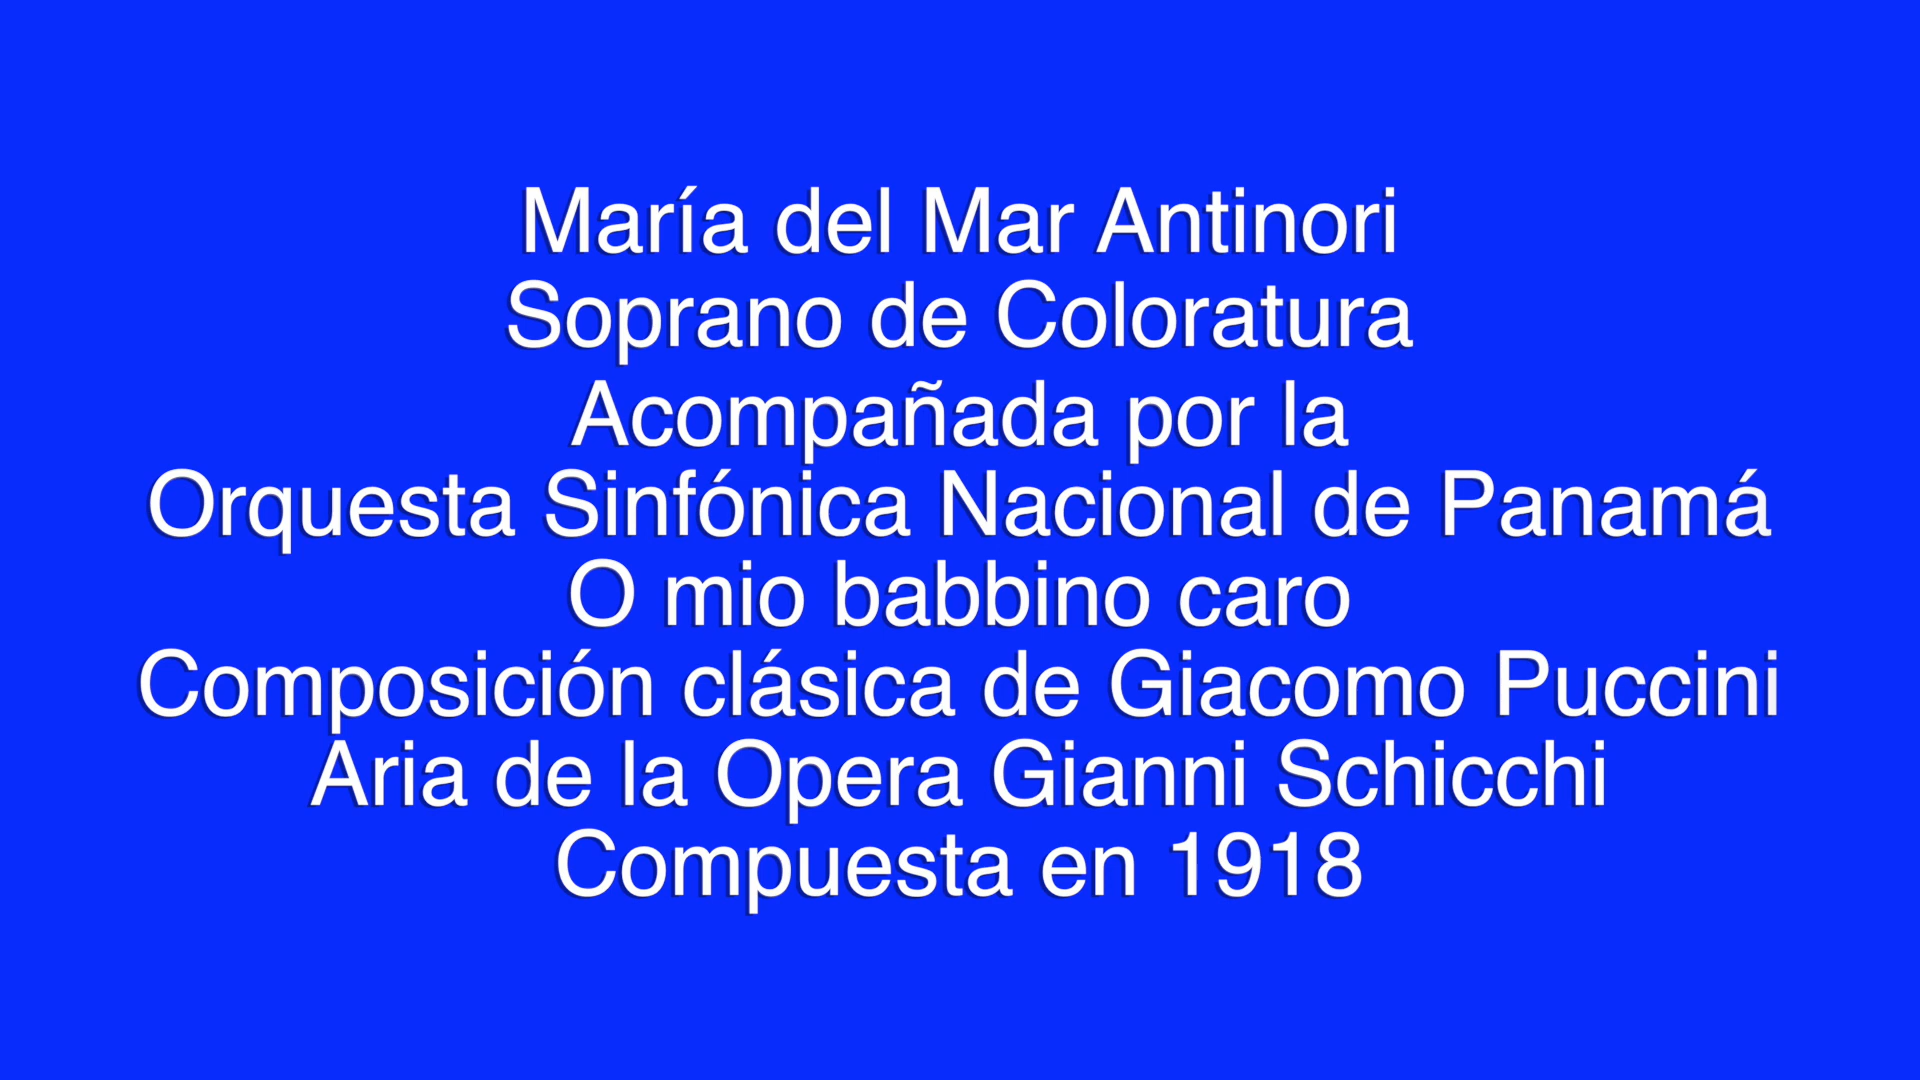 María del Mar Antinori
Soprano de Coloratura
Acompañada por la
Orquesta Sinfónica Nacional de Panamá
O mio babbino caro
Composición clásica de Giacomo Puccini
Aria de la Opera Gianni Schicchi
Compuesta en 1918